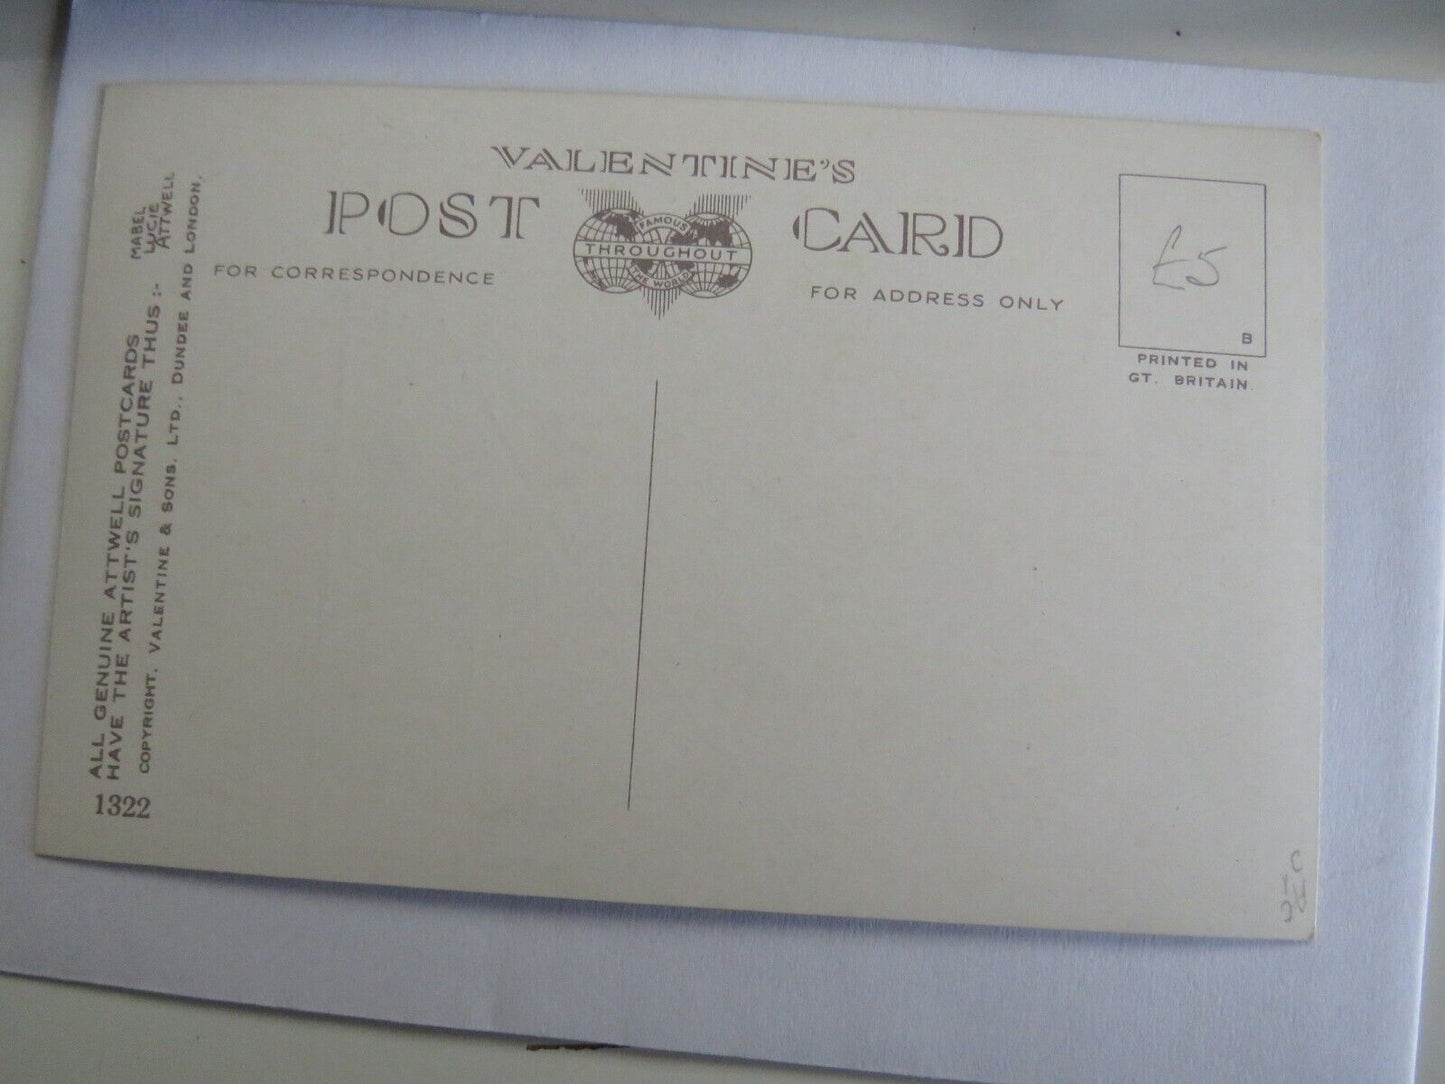 VALENTINE'S
POST CARD
FAMOUS
THROUGHOUT
THE WORLD
FOR CORRESPONDENCE
FOR ADDRESS ONLY
£5
B
PRINTED IN
GT. BRITAIN.
ALL GENUINE ATTWELL POSTCARDS
HAVE THE ARTIST'S SIGNATURE THUS :-
MABEL
LUCIE
ATTWELL
COPYRIGHT. VALENTINE & SONS. LTD., DUNDEE AND LONDON.
1322